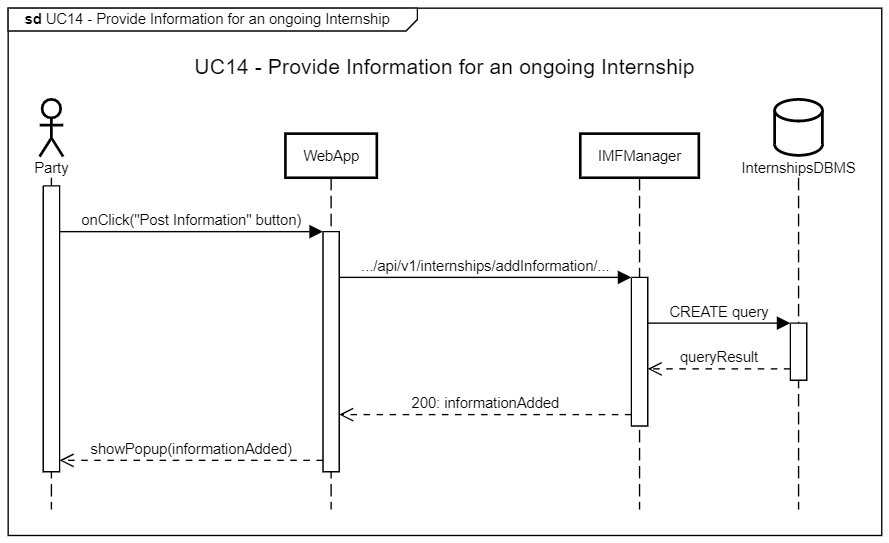 sd UC14 - Provide Information for an ongoing Internship
UC14 - Provide Information for an ongoing Internship
Party
WebApp
IMFManager
InternshipsDBMS
onClick("Post Information" button)
.../api/v1/internships/addInformation/...
CREATE query
queryResult
200: informationAdded
showPopup(informationAdded)